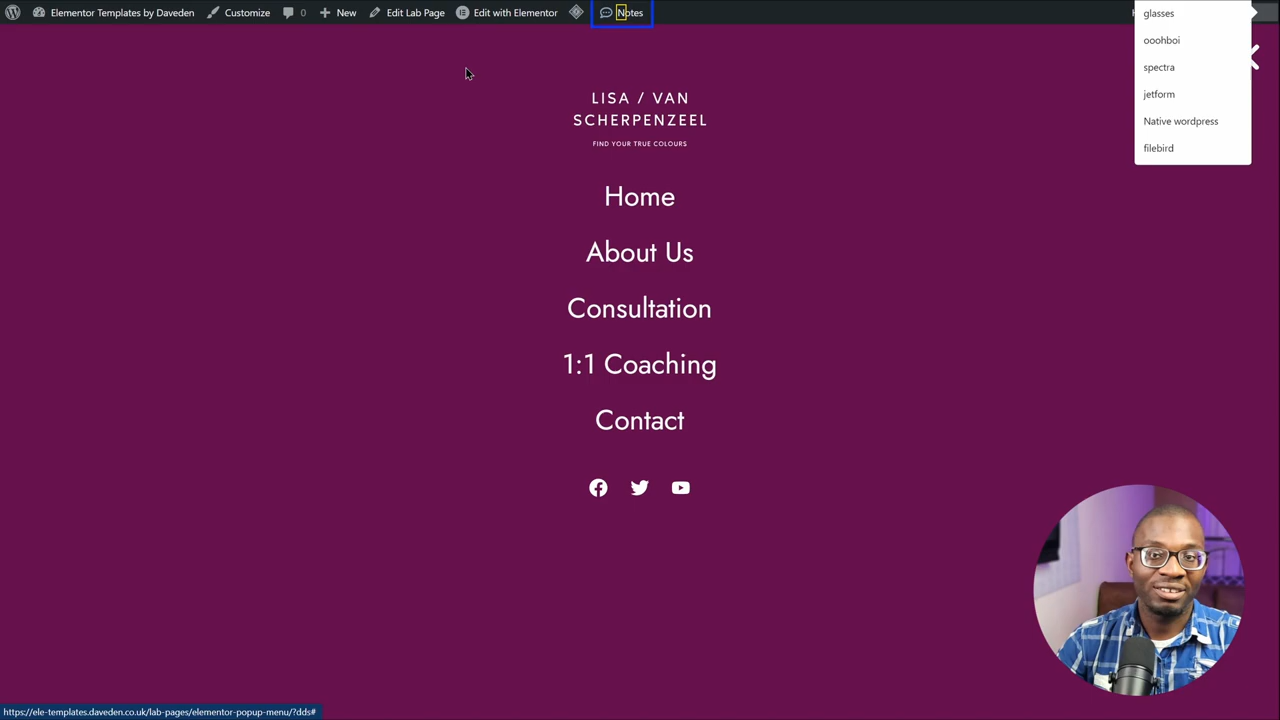 Elementor Templates by Daveden
Customize
0
New
Edit Lab Page
Edit with Elementor
Notes
glasses
ooohboi
spectra
jetform
Native wordpress
filebird
LISA / VAN
SCHERPENZEEL
FIND YOUR TRUE COLOURS
Home
About Us
Consultation
1:1 Coaching
Contact
https://ele-templates.daveden.co.uk/lab-pages/elementor-popup-menu/?dds#